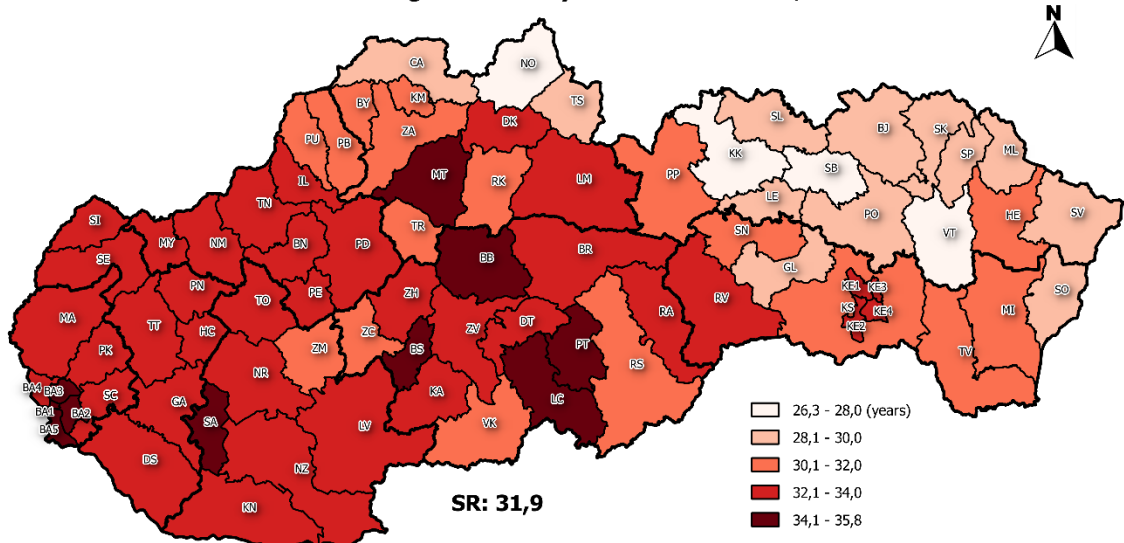 N
CA
NO
TS
BY
KM
PU
PB
ZA
DK
SL
BJ
SK
SP
ML
KK
SB
MT
RK
LM
PP
LE
PO
HE
SV
IL
TN
TR
SI
MY
NM
BN
PD
SE
BB
BR
SN
VT
GL
PN
TO
PE
ZH
RV
KE1
KE3
SO
MA
TT
HC
ZC
ZV
DT
RA
KS
KE4
KE2
MI
PK
ZM
BS
PT
RS
TV
NR
BA4
BA3
SC
GA
KA
LC
BA1
BA2
SA
VK
BA5
LV
DS
NZ
KN
SR: 31,9
26,3 - 28,0 (years)
28,1 - 30,0
30,1 - 32,0
32,1 - 34,0
34,1 - 35,8